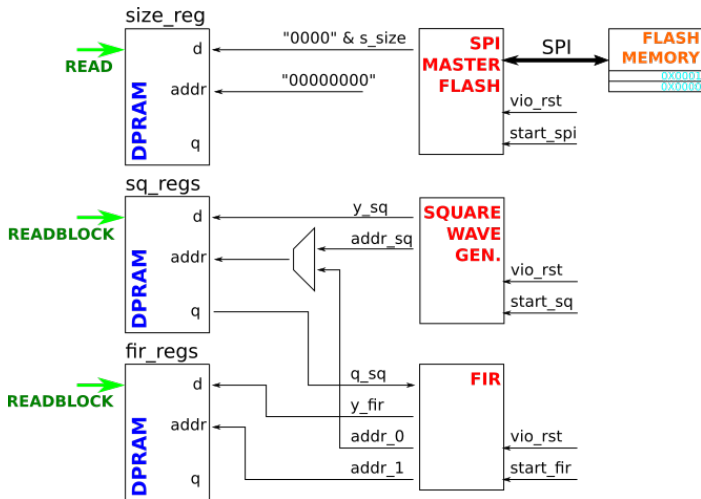 size_reg
READ
d
addr
q
DPRAM
"0000" & s_size
"00000000"
SPI
MASTER
FLASH
SPI
FLASH
MEMORY
0X0001
0X0000
vio_rst
start_spi
sq_regs
READBLOCK
d
addr
q
DPRAM
y_sq
addr_sq
SQUARE
WAVE
GEN.
vio_rst
start_sq
fir_regs
READBLOCK
d
addr
q
DPRAM
q_sq
y_fir
addr_0
addr_1
FIR
vio_rst
start_fir